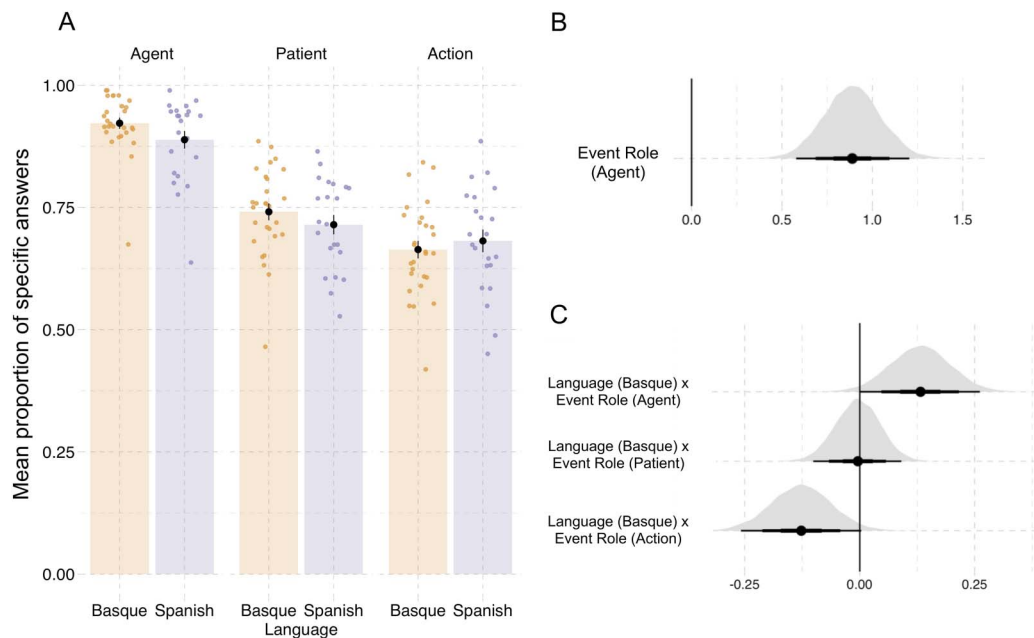 A
Agent
Patient
Action
Mean proportion of specific answers
1.00
0.75
0.50
0.25
0.00
Basque Spanish
Basque Spanish
Basque Spanish
Language
B
Event Role
(Agent)
0.0 0.5 1.0 1.5
C
Language (Basque) x
Event Role (Agent)
Language (Basque) x
Event Role (Patient)
Language (Basque) x
Event Role (Action)
-0.25 0.00 0.25